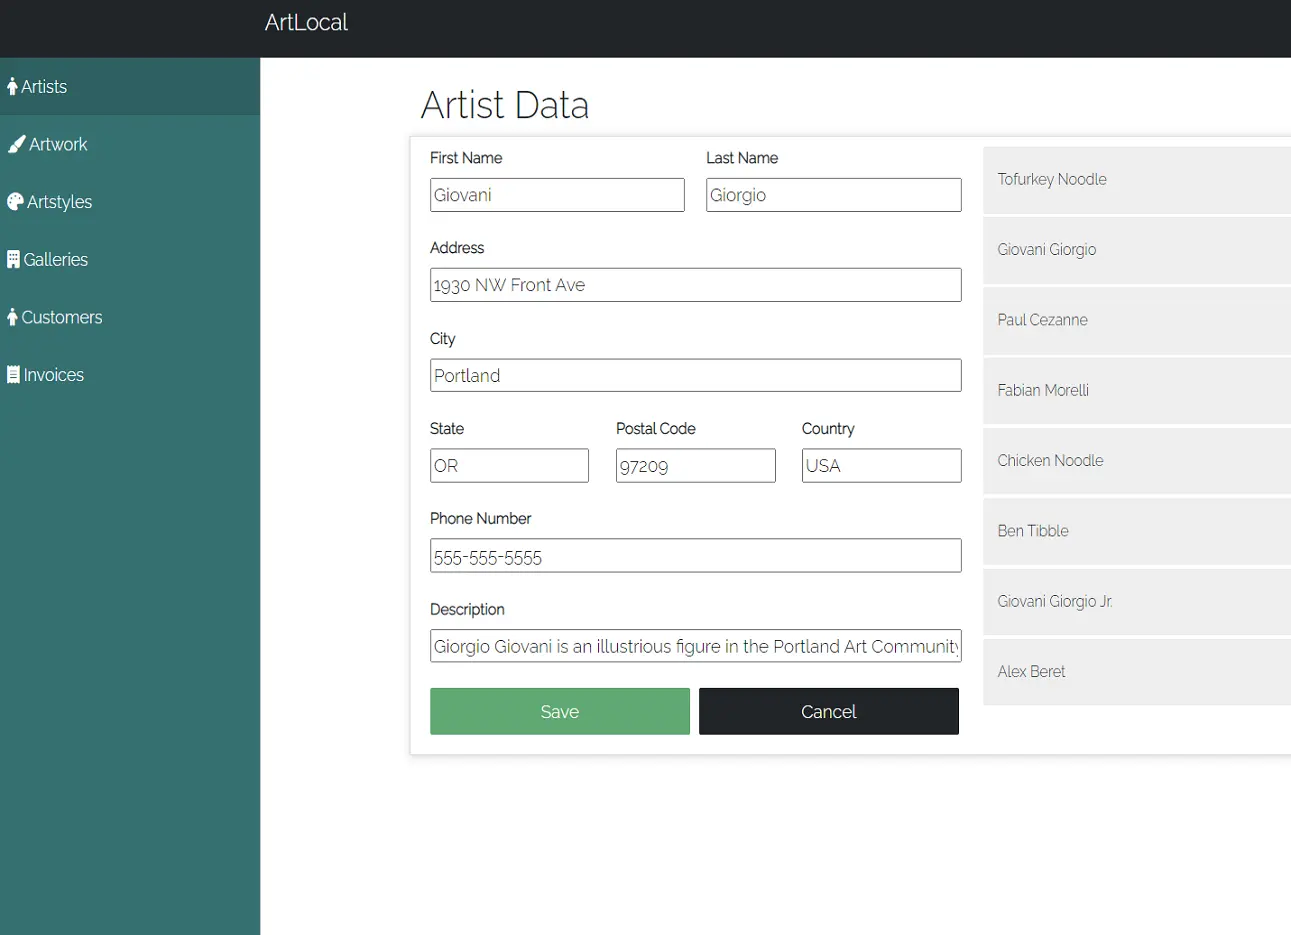 ArtLocal
Artists
Artwork
Artstyles
Galleries
Customers
Invoices
Artist Data
First Name
Last Name
Giovani
Giorgio
Address
1930 NW Front Ave
City
Portland
State
Postal Code
Country
OR
97209
USA
Phone Number
555-555-5555
Description
Giorgio Giovani is an illustrious figure in the Portland Art Community
Save
Cancel
Tofurkey Noodle
Giovani Giorgio
Paul Cezanne
Fabian Morelli
Chicken Noodle
Ben Tibble
Giovani Giorgio Jr.
Alex Beret